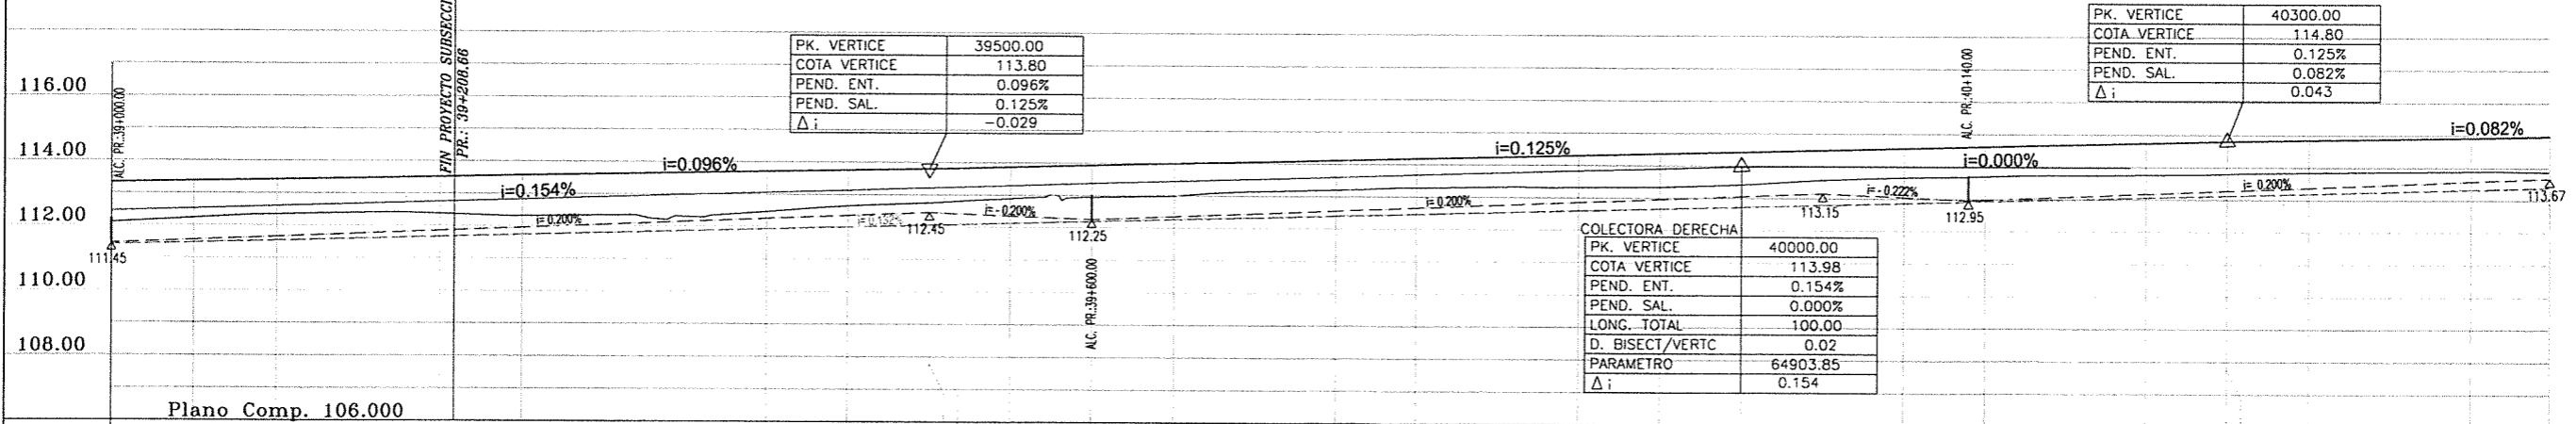 116.00
114.00
112.00
110.00
108.00
Plano Comp. 106.000
ALC. PR.:39+000.00
FIN PROYECTO SUBSECCI
PR.: 39+208.66
PK. VERTICE 39500.00
COTA VERTICE 113.80
PEND. ENT. 0.096%
PEND. SAL. 0.125%
Δi -0.029
PK. VERTICE 40300.00
COTA VERTICE 114.80
PEND. ENT. 0.125%
PEND. SAL. 0.082%
Δi 0.043
ALC. PR.:40+140.00
i=0.096%
i=0.125%
i=0.082%
i=0.154%
i=0.000%
i= 0.200%
i= 0.152%
i= -0.200%
i= 0.200%
i= -0.222%
i= 0.200%
111.45
112.45
112.25
113.15
112.95
113.67
ALC. PR.:39+600.00
COLECTORA DERECHA
PK. VERTICE 40000.00
COTA VERTICE 113.98
PEND. ENT. 0.154%
PEND. SAL. 0.000%
LONG. TOTAL 100.00
D. BISECT/VERTC 0.02
PARAMETRO 64903.85
Δi 0.154